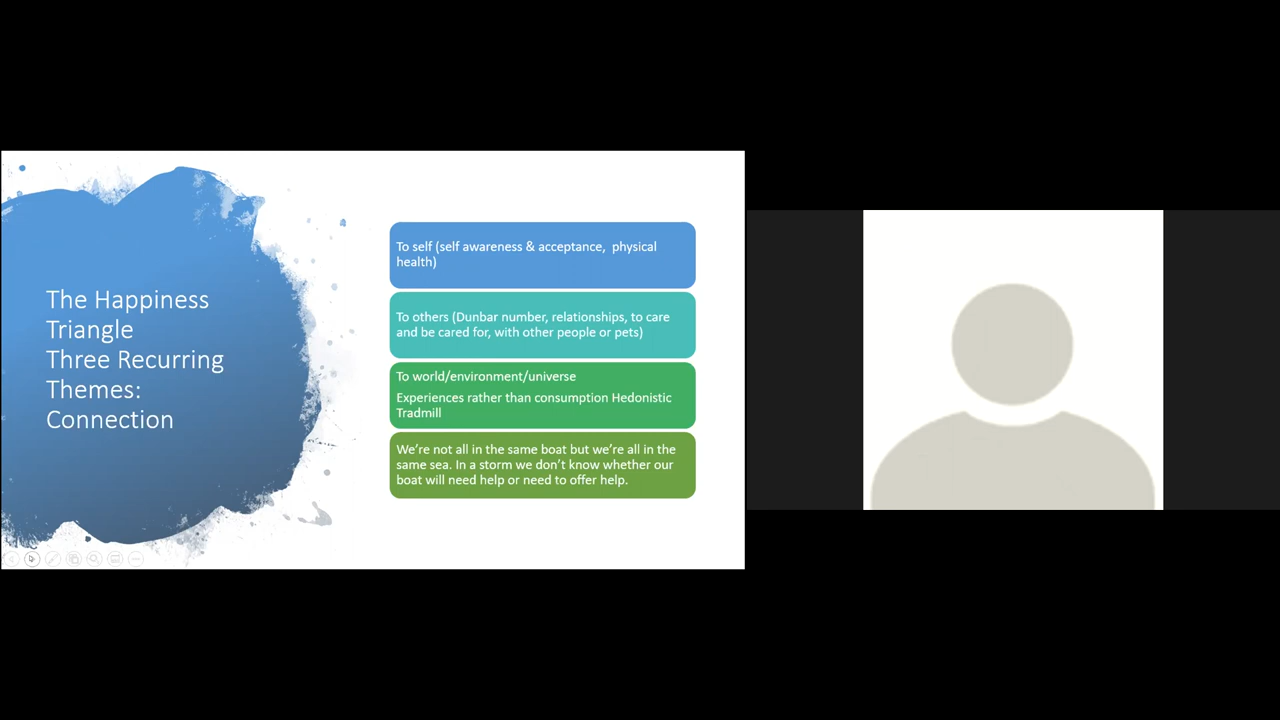 The Happiness
Triangle
Three Recurring
Themes:
Connection
To self (self awareness & acceptance,  physical
health)
To others (Dunbar number, relationships, to care
and be cared for, with other people or pets)
To world/environment/universe
Experiences rather than consumption Hedonistic
Tradmill
We’re not all in the same boat but we’re all in the
same sea. In a storm we don’t know whether our
boat will need help or need to offer help.